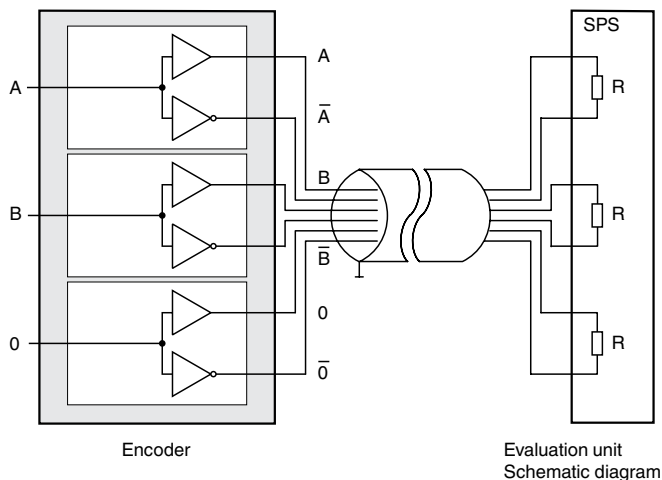 SPS
A
A
A̅
R
B
B
B̅
R
0
0
0̅
R
Encoder
Evaluation unit
Schematic diagram